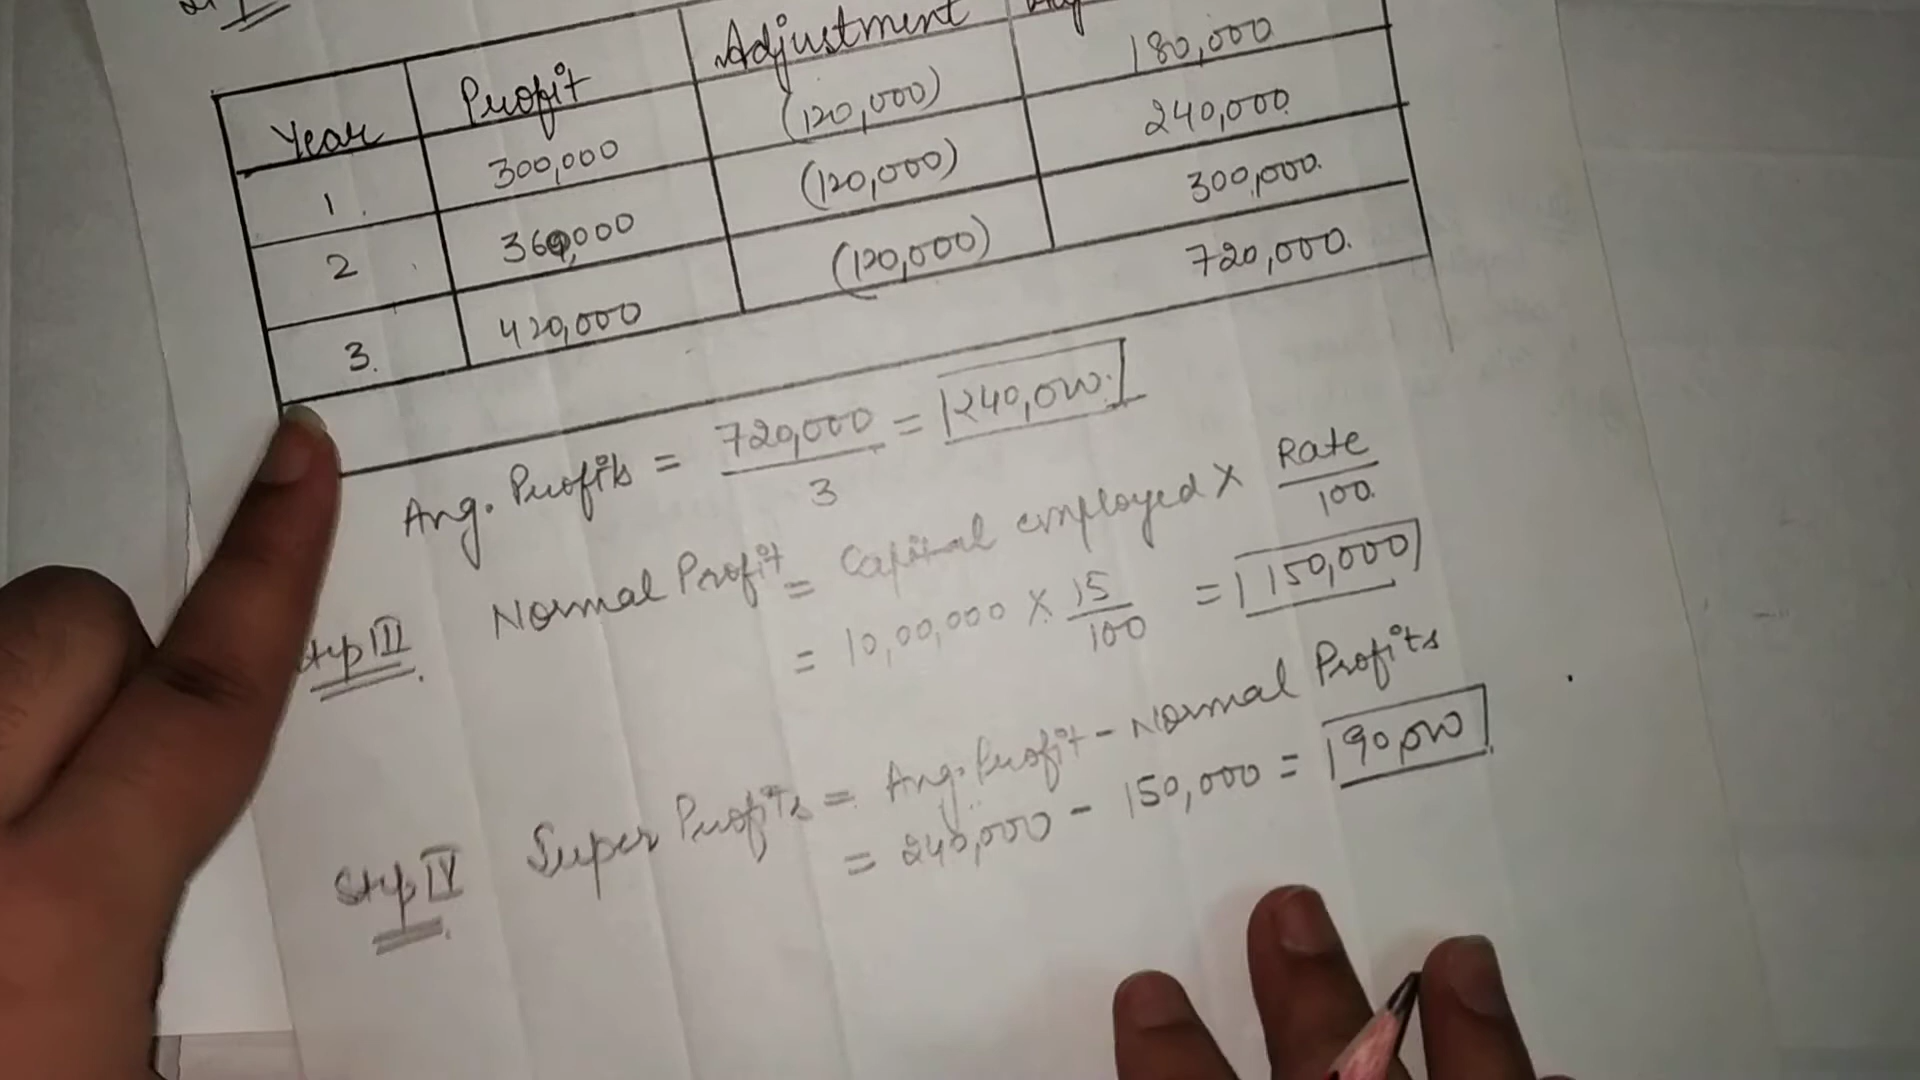 Year Profit Adjustment
1. 300,000 (120,000) 180,000
2 360,000 (120,000) 240,000
3. 420,000 (120,000) 300,000.
720,000.
Avg. Profits = 720,000 / 3 = 240,000.
Step III Normal Profit = Capital employed X Rate / 100
= 10,00,000 X 15 / 100 = 150,000
Step IV Super Profits = Avg. Profit - Normal Profits
= 240,000 - 150,000 = 90,000